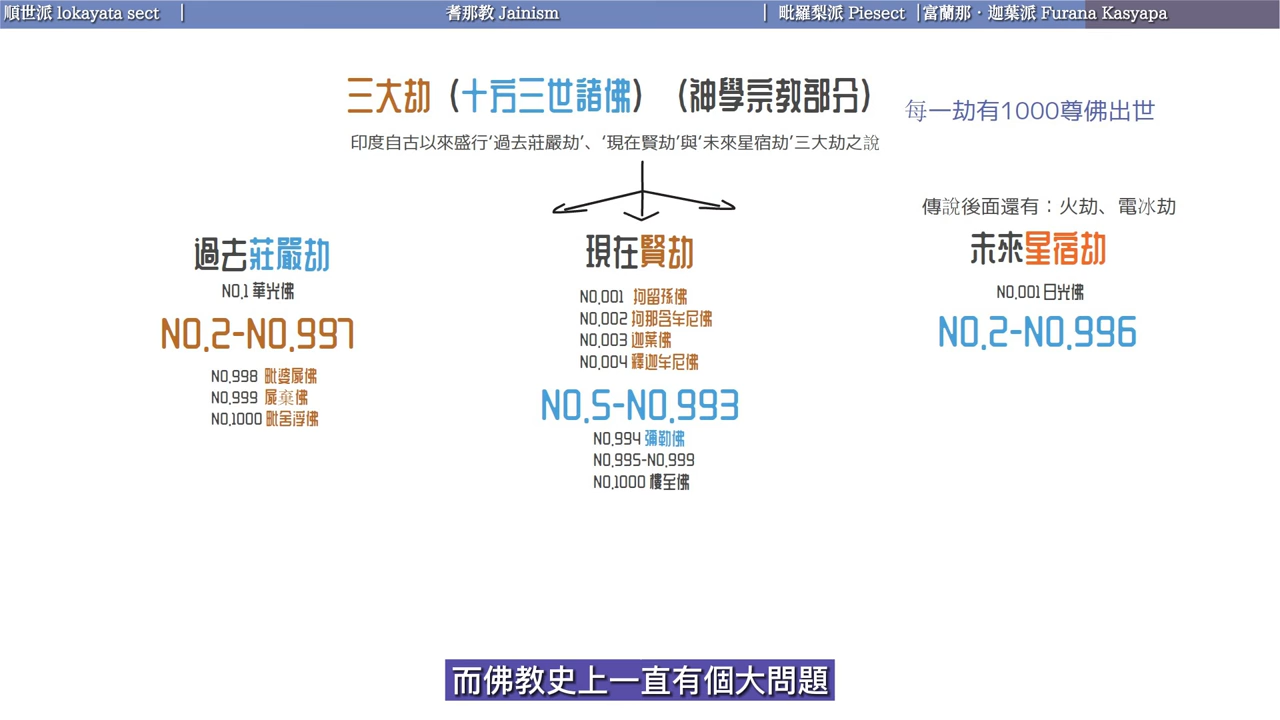 順世派 lokayata sect | 耆那教 Jainism | 毗羅梨派 Piesect |富蘭那·迦葉派 Furana Kasyapa
三大劫（十方三世諸佛）（神學宗教部分）
每一劫有1000尊佛出世
印度自古以來盛行‘過去莊嚴劫’、‘現在賢劫’與‘未來星宿劫’三大劫之說
過去莊嚴劫
NO.1 華光佛
NO.2-NO.997
NO.998 毗婆屍佛
NO.999 屍棄佛
NO.1000 毗舍浮佛
現在賢劫
NO.001 拘留孫佛
NO.002 拘那含牟尼佛
NO.003 迦葉佛
NO.004 釋迦牟尼佛
NO.5-NO.993
NO.994 彌勒佛
NO.995-NO.999
NO.1000 樓至佛
傳說後面還有：火劫、電冰劫
未來星宿劫
NO.001 日光佛
NO.2-NO.996
而佛教史上一直有個大問題